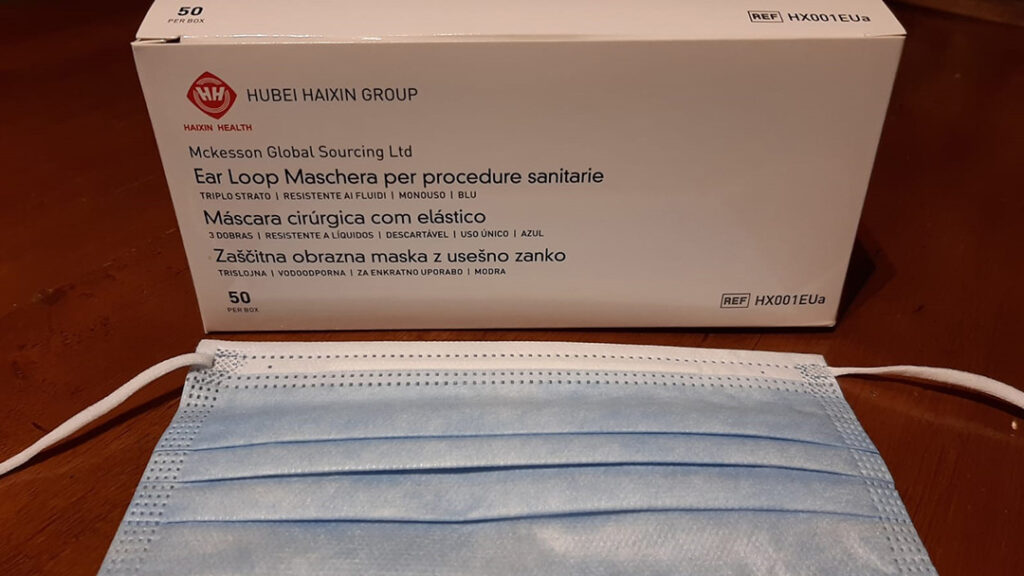 50
PER BOX
REF HX001EUa
HH
HUBEI HAIXIN GROUP
HAIXIN HEALTH
Mckesson Global Sourcing Ltd
Ear Loop Maschera per procedure sanitarie
TRIPLO STRATO | RESISTENTE AI FLUIDI | MONOUSO | BLU
Máscara cirúrgica com elástico
3 DOBRAS | RESISTENTE A LÍQUIDOS | DESCARTÁVEL | USO ÚNICO | AZUL
Zaščitna obrazna maska z usešno zanko
TRISLOJNA | VODOODPORNA | ZA ENKRATNO UPORABO | MODRA
50
PER BOX
REF HX001EUa